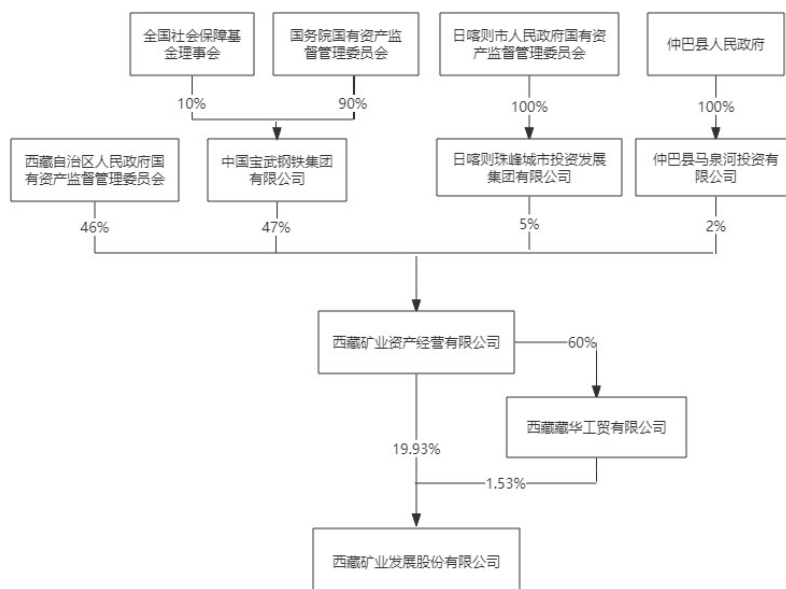 全国社会保障基
金理事会
国务院国有资产监
督管理委员会
日喀则市人民政府国有资
产监督管理委员会
仲巴县人民政府
10%
90%
100%
100%
西藏自治区人民政府国
有资产监督管理委员会
中国宝武钢铁集团
有限公司
日喀则珠峰城市投资发展
集团有限公司
仲巴县马泉河投资有
限公司
46%
47%
5%
2%
西藏矿业资产经营有限公司
60%
西藏藏华工贸有限公司
19.93%
1.53%
西藏矿业发展股份有限公司